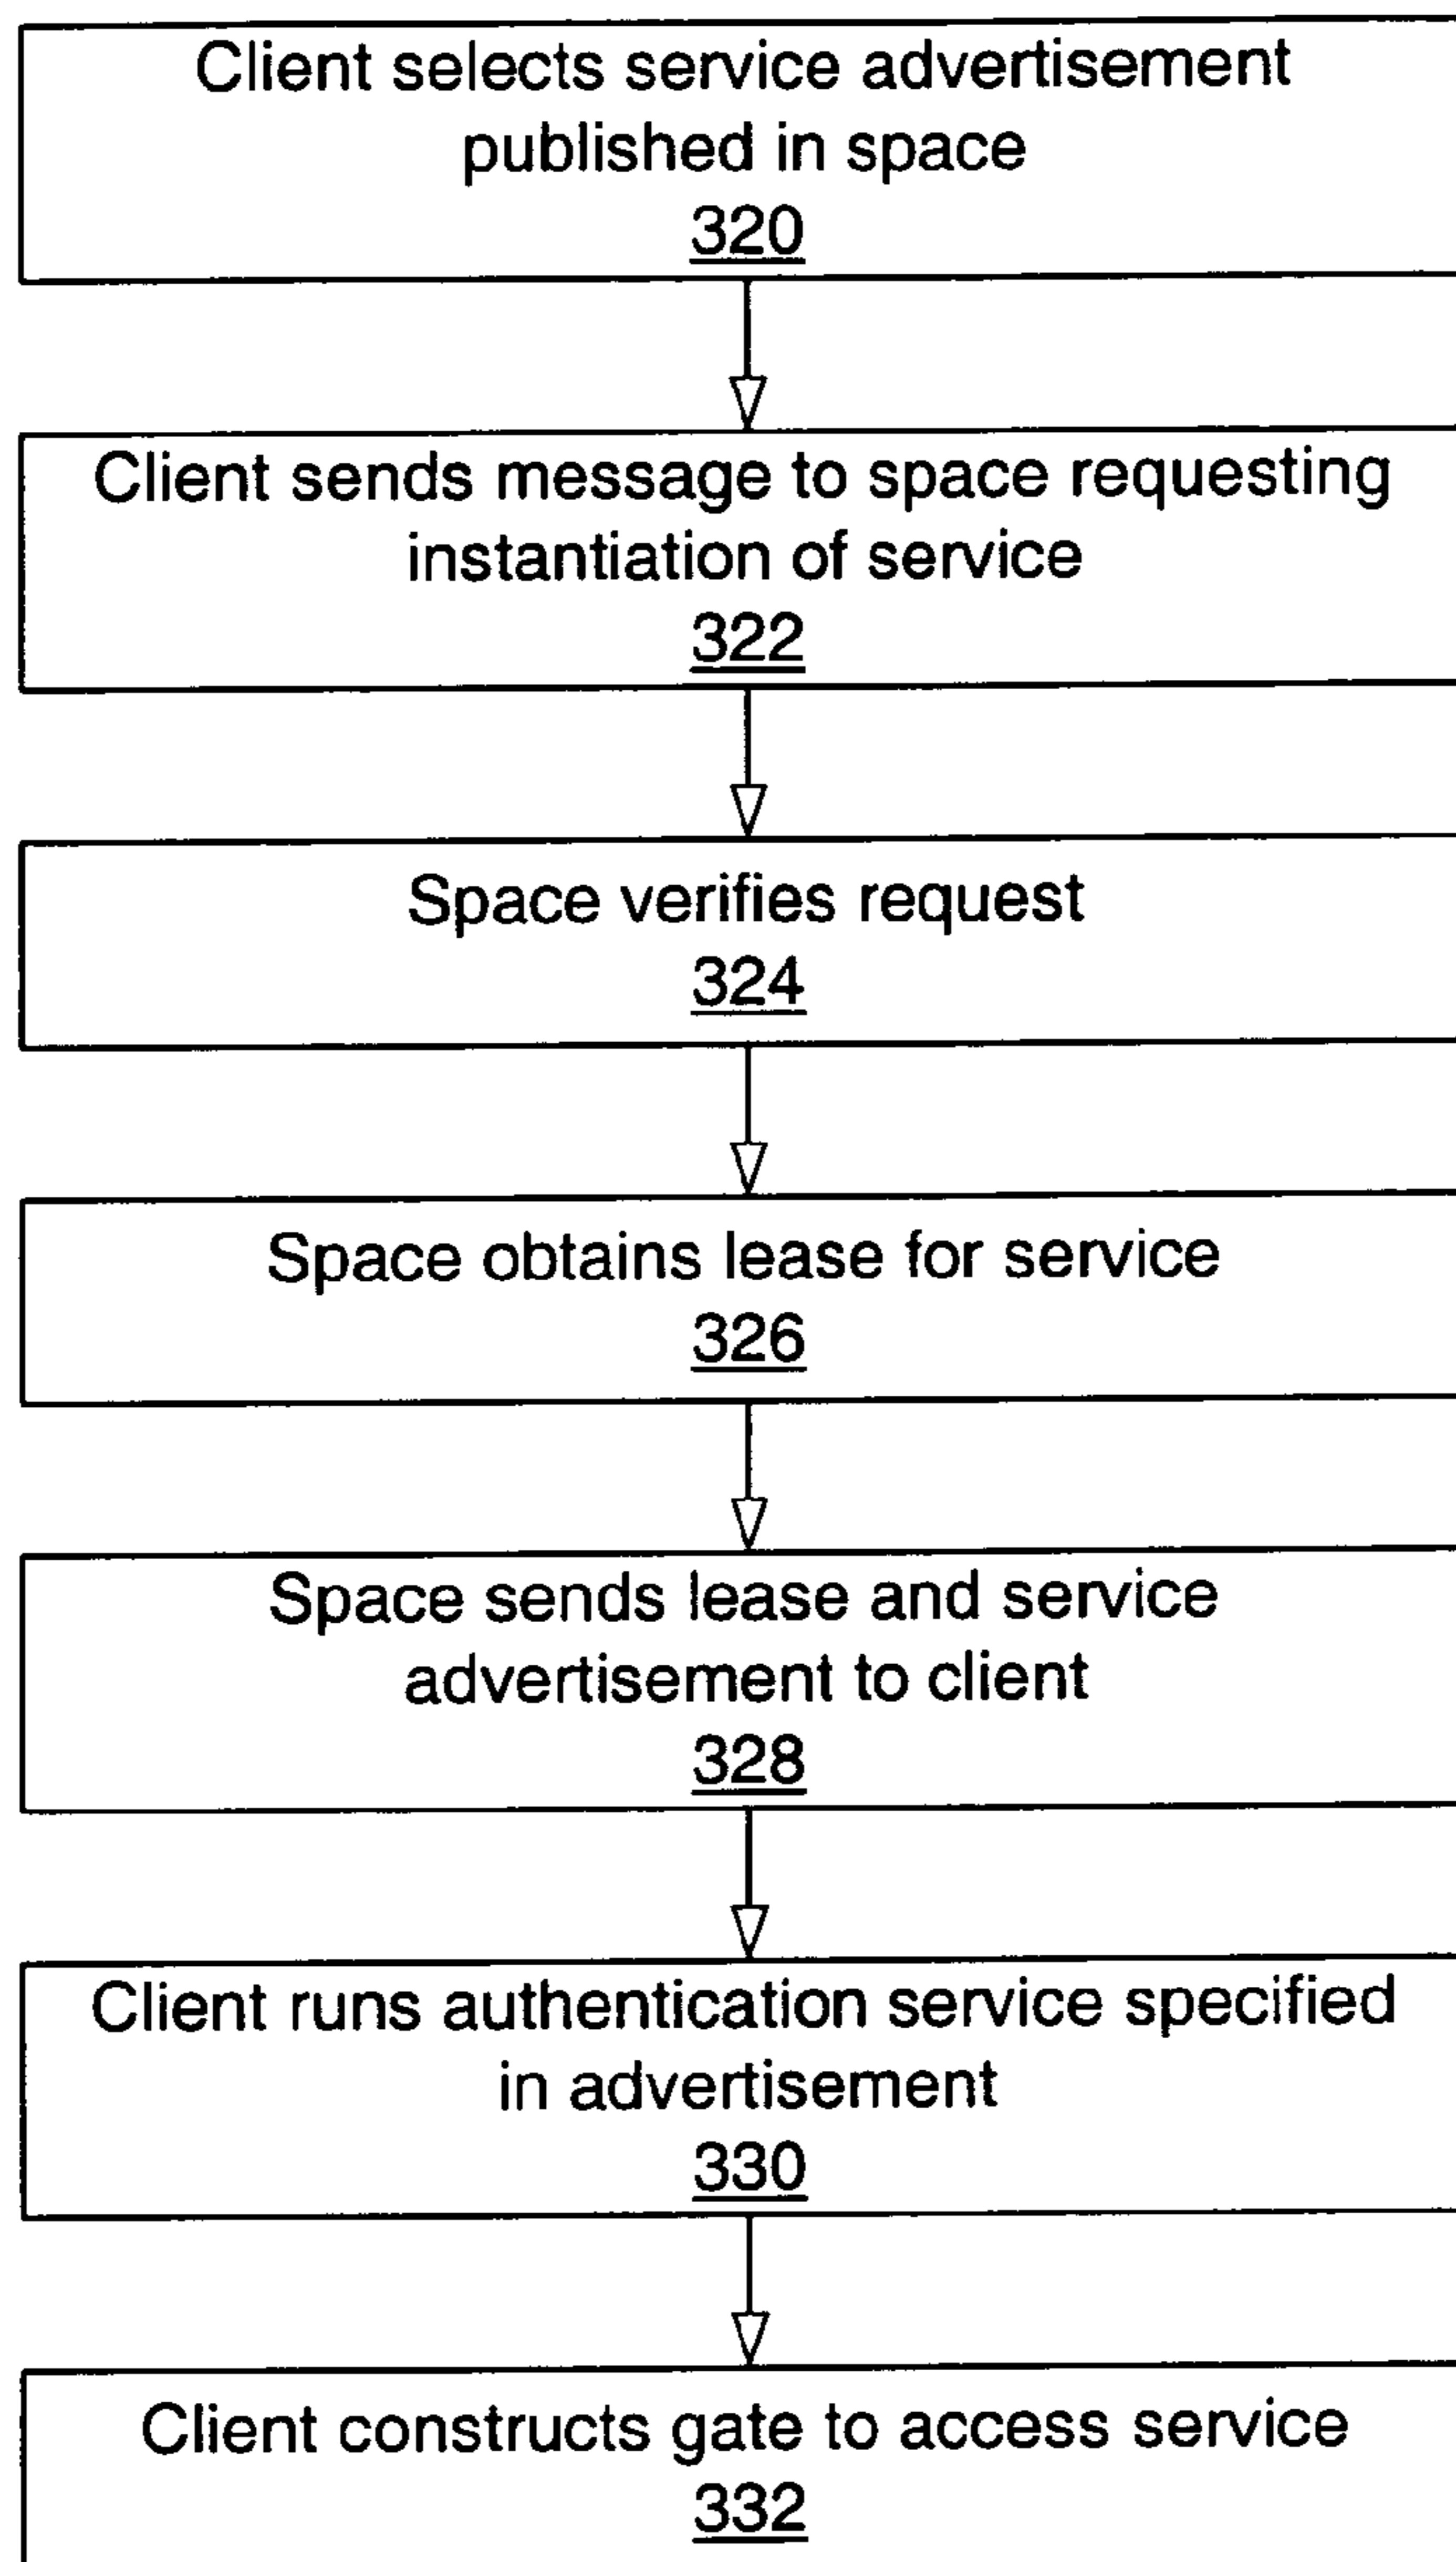 Client selects service advertisement
published in space
320
Client sends message to space requesting
instantiation of service
322
Space verifies request
324
Space obtains lease for service
326
Space sends lease and service
advertisement to client
328
Client runs authentication service specified
in advertisement
330
Client constructs gate to access service
332